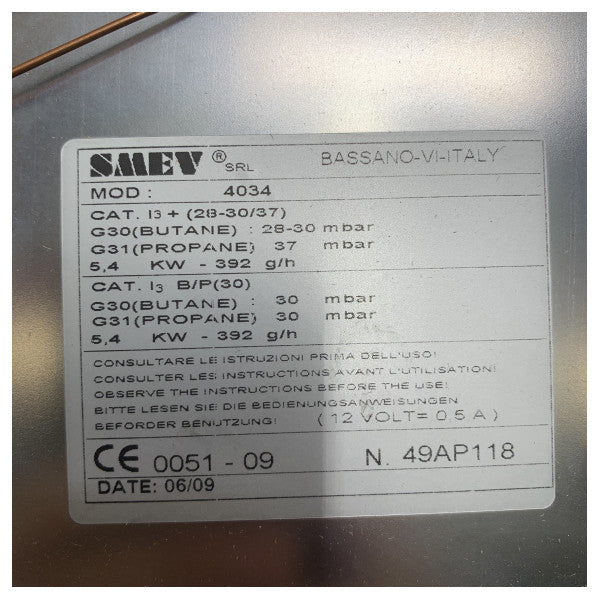 SMEV ® SRL BASSANO-VI-ITALY
MOD : 4034
CAT. I3 + (28-30/37)
G30(BUTANE) : 28-30 mbar
G31(PROPANE) 37 mbar
5,4 KW - 392 g/h
CAT. I3 B/P(30)
G30(BUTANE) : 30 mbar
G31(PROPANE) : 30 mbar
5,4 KW - 392 g/h
CONSULTARE LE ISTRUZIONI PRIMA DELL'USO!
CONSULTER LES INSTRUCTIONS AVANT L'UTILISATION!
OBSERVE THE INSTRUCTIONS BEFORE THE USE!
BITTE LESEN SIE DIE BEDIENUNGSANWEISUNGEN
BEFORDER BENUTZUNG! ( 12 VOLT= 0,5 A )
CE 0051 - 09 N. 49AP118
DATE: 06/09